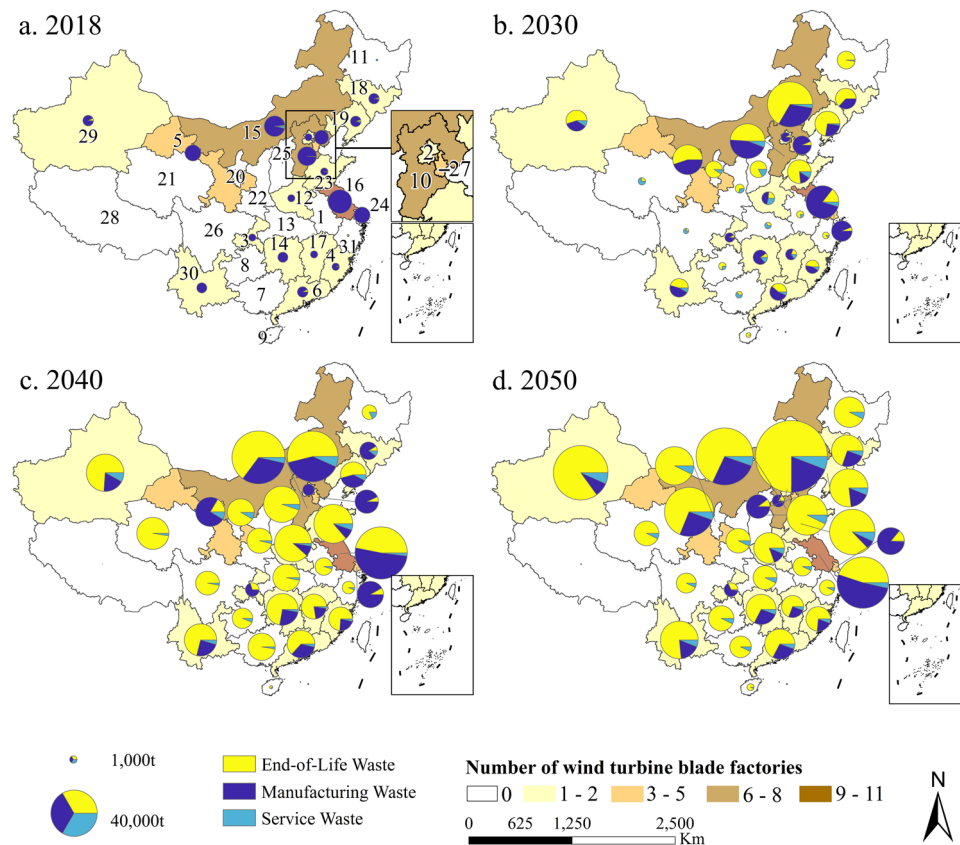 a. 2018
b. 2030
11
18
9
29
15
5
25
2
27
10
21
20
23
22
12
16
28
1
24
26
13
3
14
17
31
8
4
30
7
6
9
c. 2040
d. 2050
1,000t
40,000t
End-of-Life Waste
Manufacturing Waste
Service Waste
Number of wind turbine blade factories
0
1 - 2
3 - 5
6 - 8
9 - 11
0 625 1,250 2,500
Km
N